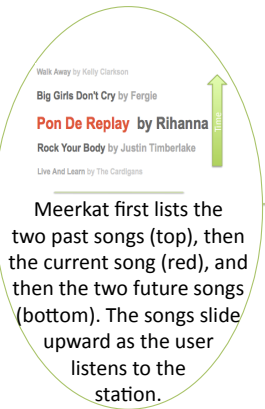 Walk Away by Kelly Clarkson
Big Girls Don't Cry by Fergie
Pon De Replay by Rihanna
Rock Your Body by Justin Timberlake
Live And Learn by The Cardigans
Time
Meerkat first lists the
two past songs (top), then
the current song (red), and
then the two future songs
(bottom). The songs slide
upward as the user
listens to the
station.